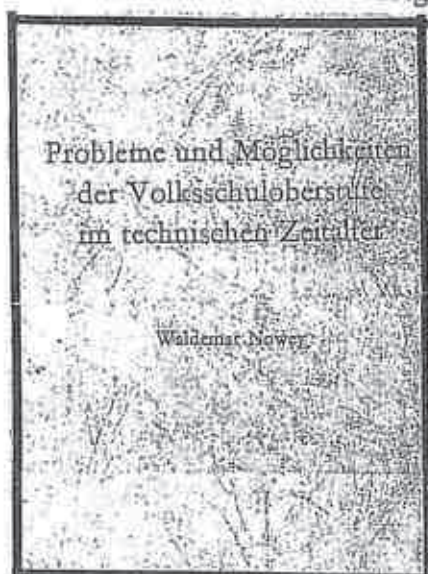 Probleme und Möglichkeiten
der Volksschuloberstufe
im technischen Zeitalter
Waldemar Nowey